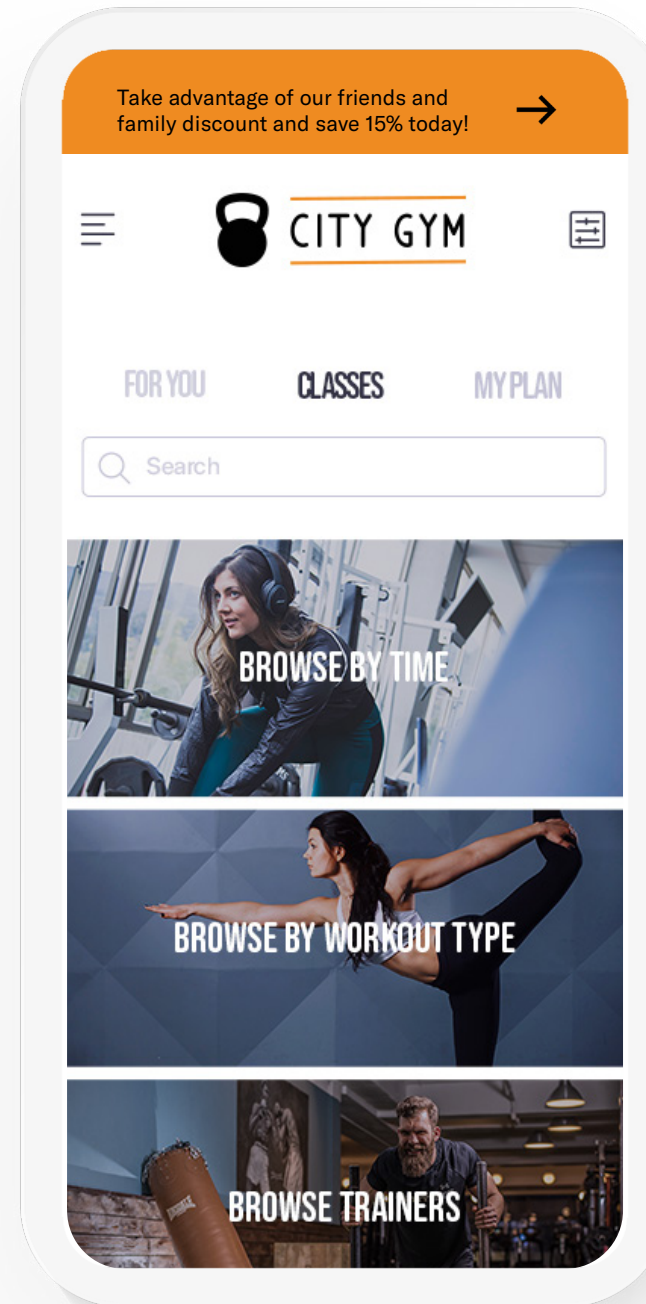 Take advantage of our friends and
family discount and save 15% today!
CITY GYM
FOR YOU
CLASSES
MY PLAN
Search
BROWSE BY TIME
BROWSE BY WORKOUT TYPE
BROWSE TRAINERS